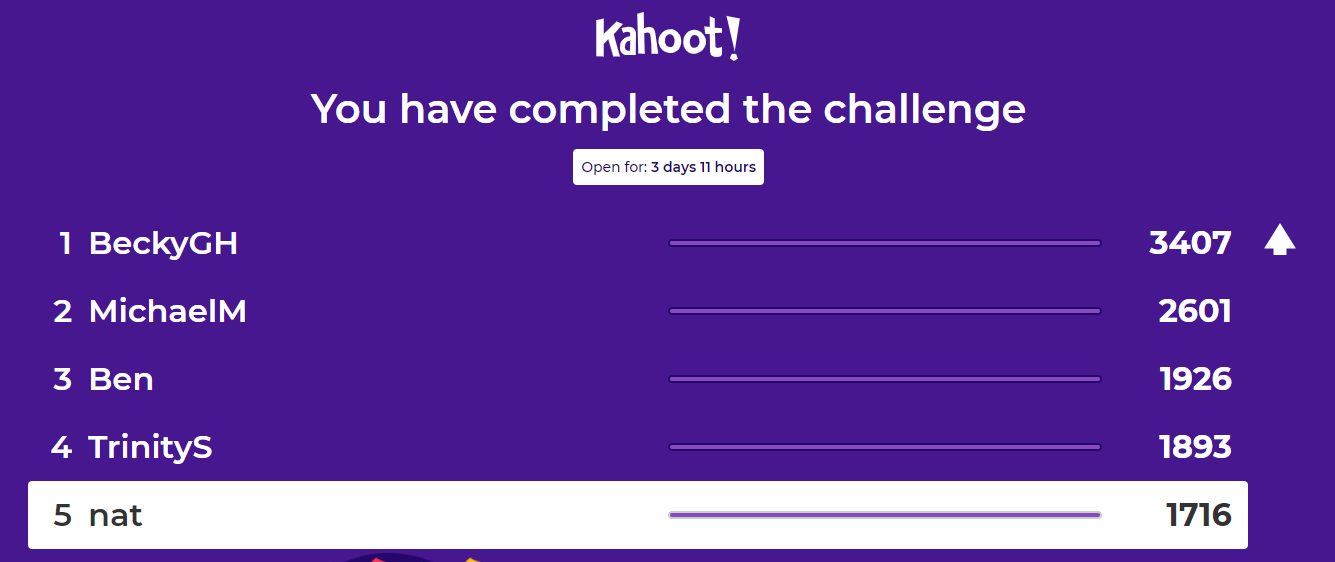 Kahoot!
You have completed the challenge
Open for: 3 days 11 hours
1 BeckyGH 3407
2 MichaelM 2601
3 Ben 1926
4 TrinityS 1893
5 nat 1716